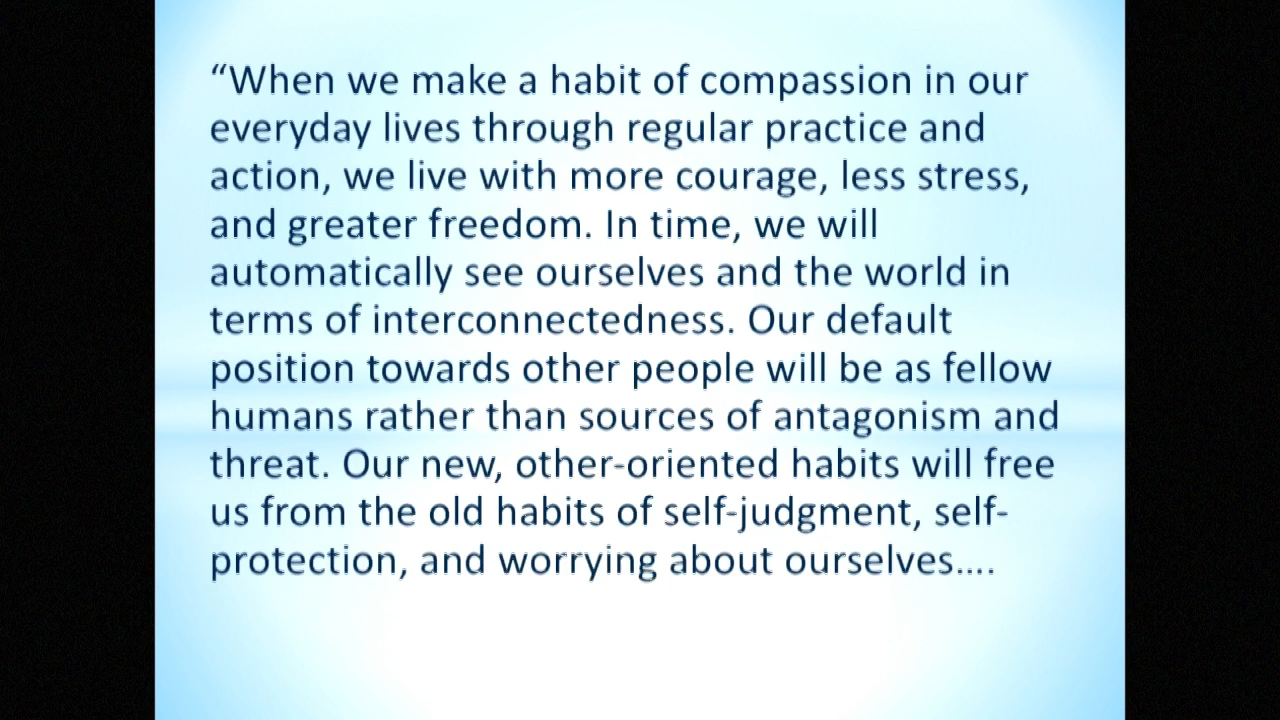 “When we make a habit of compassion in our
everyday lives through regular practice and
action, we live with more courage, less stress,
and greater freedom. In time, we will
automatically see ourselves and the world in
terms of interconnectedness. Our default
position towards other people will be as fellow
humans rather than sources of antagonism and
threat. Our new, other-oriented habits will free
us from the old habits of self-judgment, self-
protection, and worrying about ourselves….